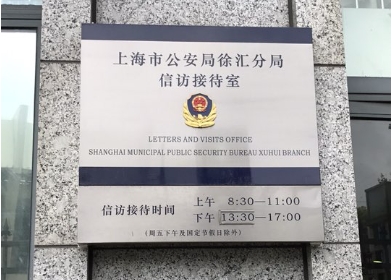 上海市公安局徐汇分局
信访接待室
LETTERS AND VISITS OFFICE
SHANGHAI MUNICIPAL PUBLIC SECURITY BUREAU XUHUI BRANCH
信访接待时间
上午 8:30—11:00
下午 13:30—17:00
(周五下午及国定节假日除外)